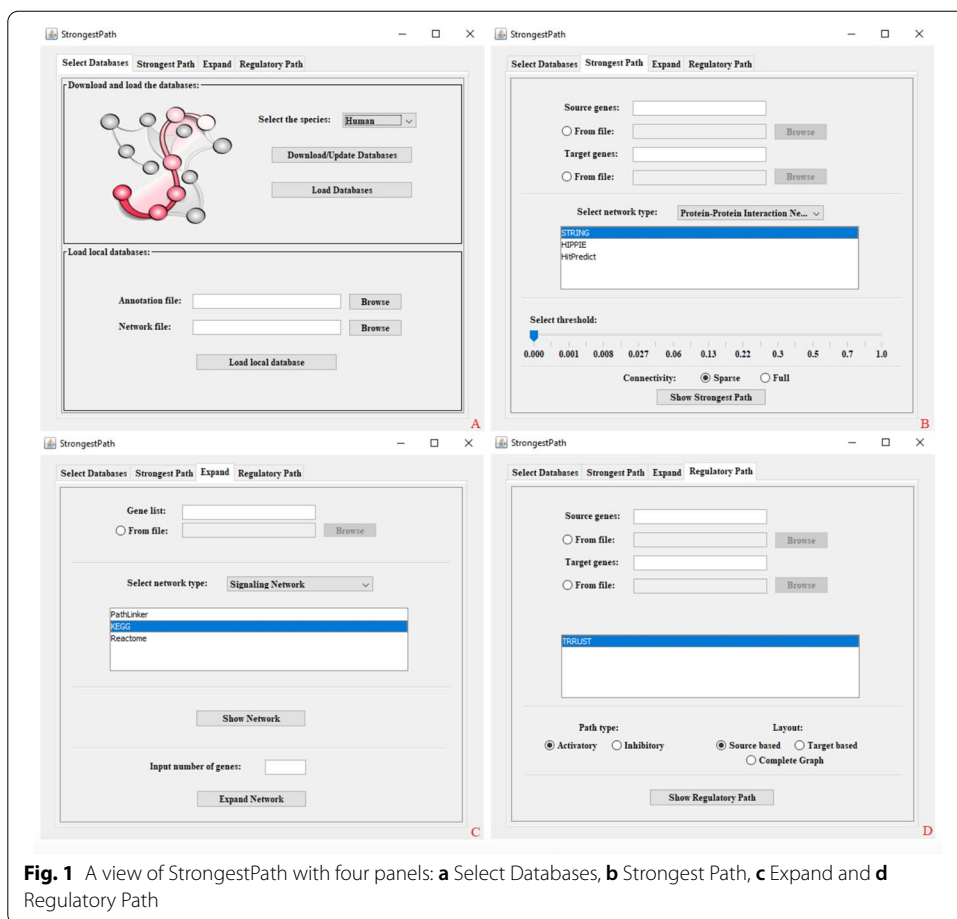 StrongestPath
Select Databases Strongest Path Expand Regulatory Path
Download and load the databases:
Select the species: Human
Download/Update Databases
Load Databases
Load local databases:
Annotation file: Browse
Network file: Browse
Load local database
A
StrongestPath
Select Databases Strongest Path Expand Regulatory Path
Source genes:
From file: Browse
Target genes:
From file: Browse
Select network type: Protein-Protein Interaction Ne...
STRING
HIPPIE
HitPredict
Select threshold:
0.000 0.001 0.008 0.027 0.06 0.13 0.22 0.3 0.5 0.7 1.0
Connectivity: Sparse Full
Show Strongest Path
B
StrongestPath
Select Databases Strongest Path Expand Regulatory Path
Gene list:
From file: Browse
Select network type: Signaling Network
PathLinker
KEGG
Reactome
Show Network
Input number of genes:
Expand Network
C
StrongestPath
Select Databases Strongest Path Expand Regulatory Path
Source genes:
From file: Browse
Target genes:
From file: Browse
TRRUST
Path type: Layout:
Activatory Inhibitory Source based Target based
Complete Graph
Show Regulatory Path
D
Fig. 1 A view of StrongestPath with four panels: a Select Databases, b Strongest Path, c Expand and d
Regulatory Path